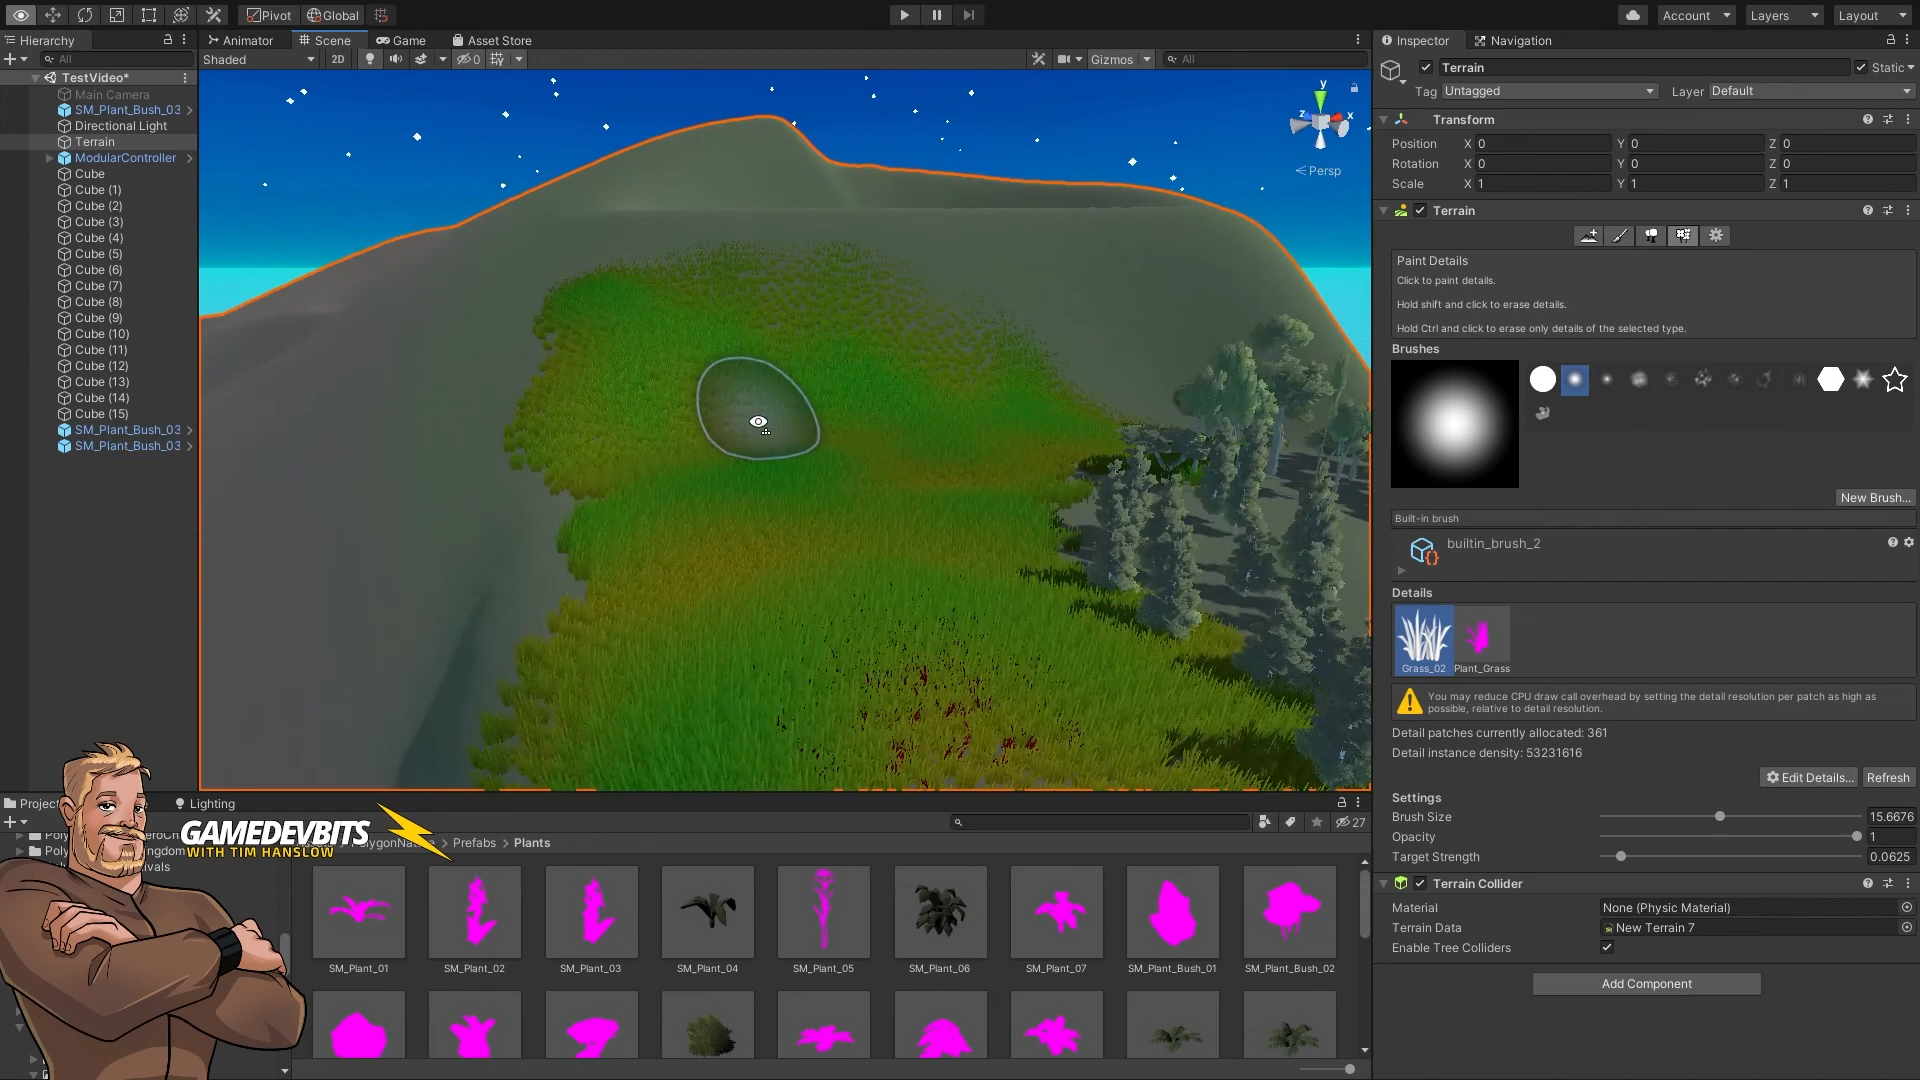 Pivot
Global
Account
Layers
Layout
Hierarchy
Animator
Scene
Game
Asset Store
Inspector
Navigation
All
Shaded
2D
0
Gizmos
All
TestVideo*
Main Camera
SM_Plant_Bush_03
Directional Light
Terrain
ModularController
Cube
Cube (1)
Cube (2)
Cube (3)
Cube (4)
Cube (5)
Cube (6)
Cube (7)
Cube (8)
Cube (9)
Cube (10)
Cube (11)
Cube (12)
Cube (13)
Cube (14)
Cube (15)
SM_Plant_Bush_03
SM_Plant_Bush_03
y
z
x
Persp
Terrain
Static
Tag Untagged
Layer Default
Transform
Position X 0 Y 0 Z 0
Rotation X 0 Y 0 Z 0
Scale X 1 Y 1 Z 1
Terrain
Paint Details
Click to paint details.
Hold shift and click to erase details.
Hold Ctrl and click to erase only details of the selected type.
Brushes
New Brush...
Built-in brush
builtin_brush_2
Details
Grass_02
Plant_Grass
You may reduce CPU draw call overhead by setting the detail resolution per patch as high as
possible, relative to detail resolution.
Detail patches currently allocated: 361
Detail instance density: 53231616
Edit Details...
Refresh
Settings
Brush Size 15.6676
Opacity 1
Target Strength 0.0625
Terrain Collider
Material None (Physic Material)
Terrain Data New Terrain 7
Enable Tree Colliders
Add Component
Lighting
27
Prefabs
Plants
GAMEDEVBITS
WITH TIM HANSLOW
SM_Plant_01
SM_Plant_02
SM_Plant_03
SM_Plant_04
SM_Plant_05
SM_Plant_06
SM_Plant_07
SM_Plant_Bush_01
SM_Plant_Bush_02